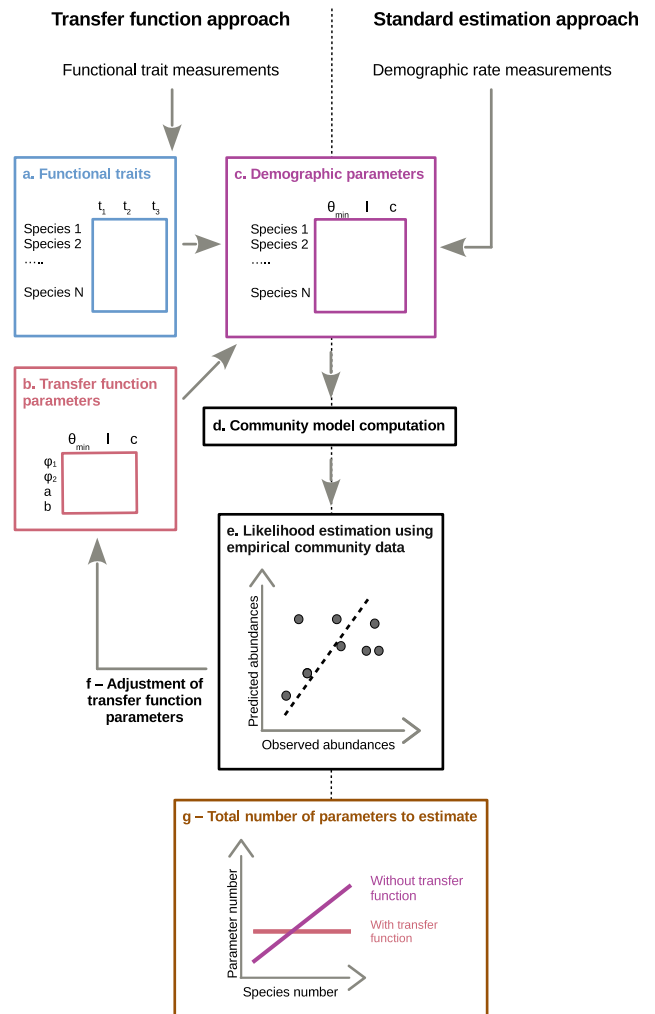 Transfer function approach
Standard estimation approach
Functional trait measurements
Demographic rate measurements
a. Functional traits
t1 t2 t3
Species 1
Species 2
…..
Species N
c. Demographic parameters
θmin I c
Species 1
Species 2
…..
Species N
b. Transfer function
parameters
θmin I c
φ1
φ2
a
b
d. Community model computation
e. Likelihood estimation using
empirical community data
Predicted abundances
Observed abundances
f – Adjustment of
transfer function
parameters
g – Total number of parameters to estimate
Parameter number
Without transfer
function
With transfer
function
Species number